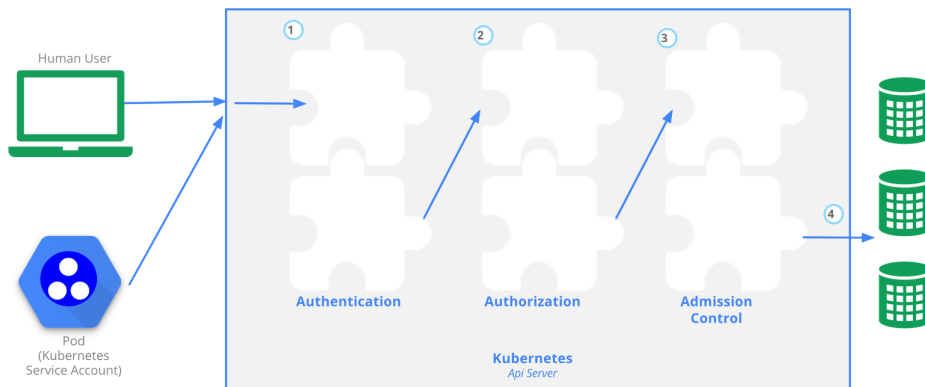 Human User
Pod
(Kubernetes
Service Account)
1
2
3
4
Authentication
Authorization
Admission
Control
Kubernetes
Api Server